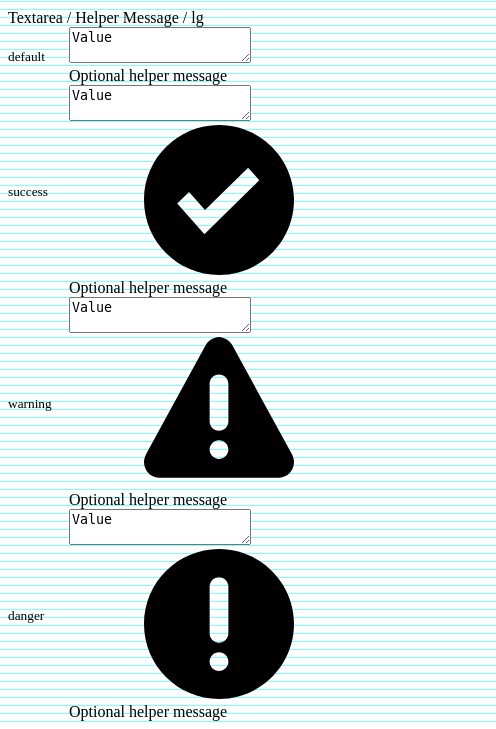 Textarea / Helper Message / lg
Value
default
Optional helper message
Value
success
Optional helper message
Value
warning
Optional helper message
Value
danger
Optional helper message